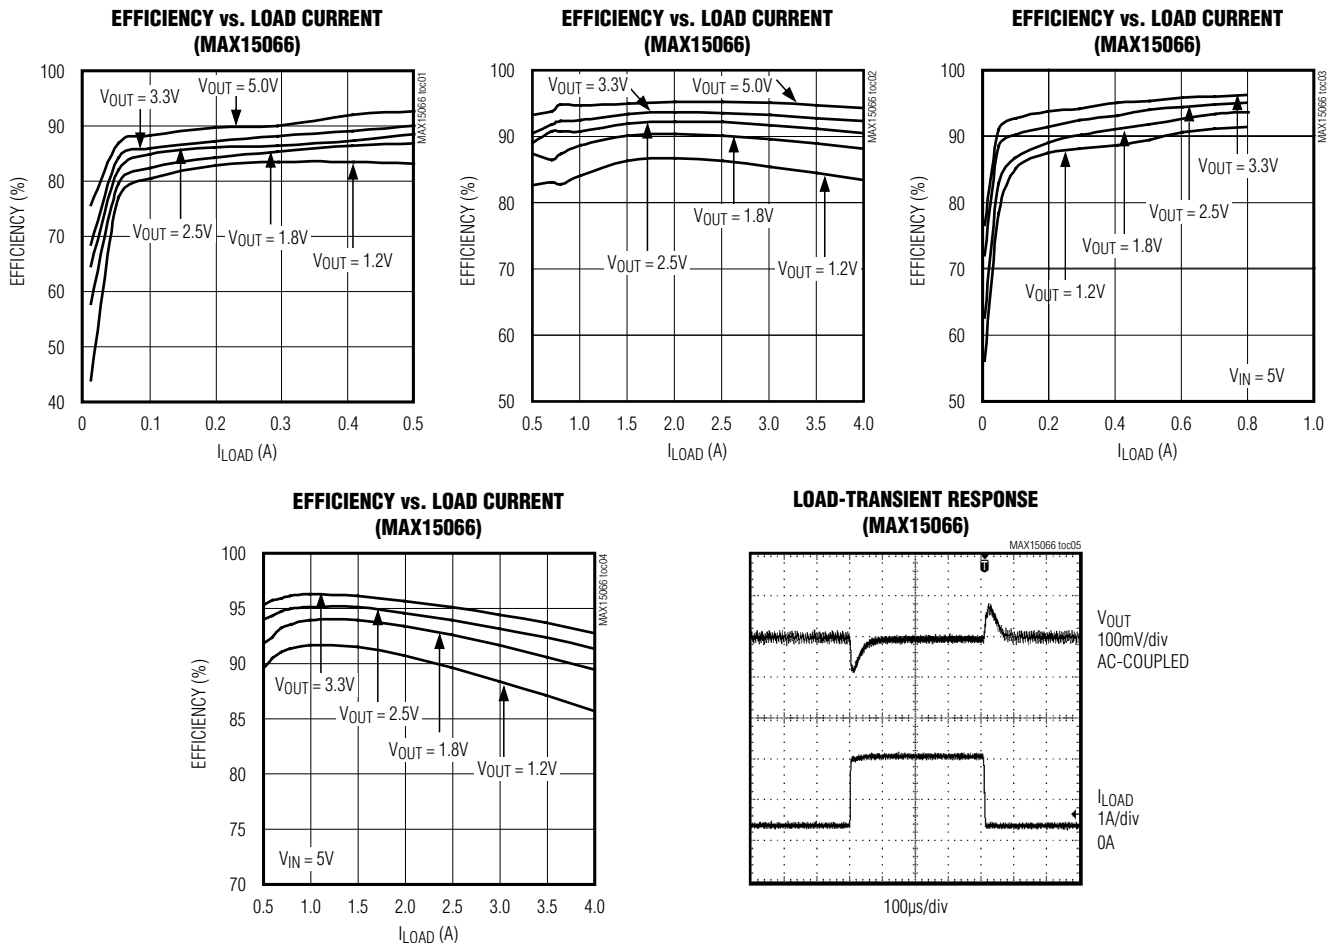 EFFICIENCY vs. LOAD CURRENT
(MAX15066)
MAX15066 toc01
100
90
80
70
60
50
40
EFFICIENCY (%)
VOUT = 3.3V
VOUT = 5.0V
VOUT = 2.5V
VOUT = 1.8V
VOUT = 1.2V
0 0.1 0.2 0.3 0.4 0.5
ILOAD (A)
EFFICIENCY vs. LOAD CURRENT
(MAX15066)
MAX15066 toc02
100
90
80
70
60
50
EFFICIENCY (%)
VOUT = 3.3V
VOUT = 5.0V
VOUT = 1.8V
VOUT = 2.5V
VOUT = 1.2V
0.5 1.0 1.5 2.0 2.5 3.0 3.5 4.0
ILOAD (A)
EFFICIENCY vs. LOAD CURRENT
(MAX15066)
MAX15066 toc03
100
90
80
70
60
50
EFFICIENCY (%)
VOUT = 3.3V
VOUT = 2.5V
VOUT = 1.8V
VOUT = 1.2V
VIN = 5V
0 0.2 0.4 0.6 0.8 1.0
ILOAD (A)
EFFICIENCY vs. LOAD CURRENT
(MAX15066)
MAX15066 toc04
100
95
90
85
80
75
70
EFFICIENCY (%)
VOUT = 3.3V
VOUT = 2.5V
VOUT = 1.8V
VOUT = 1.2V
VIN = 5V
0.5 1.0 1.5 2.0 2.5 3.0 3.5 4.0
ILOAD (A)
LOAD-TRANSIENT RESPONSE
(MAX15066)
MAX15066 toc05
T
VOUT
100mV/div
AC-COUPLED
ILOAD
1A/div
0A
100µs/div